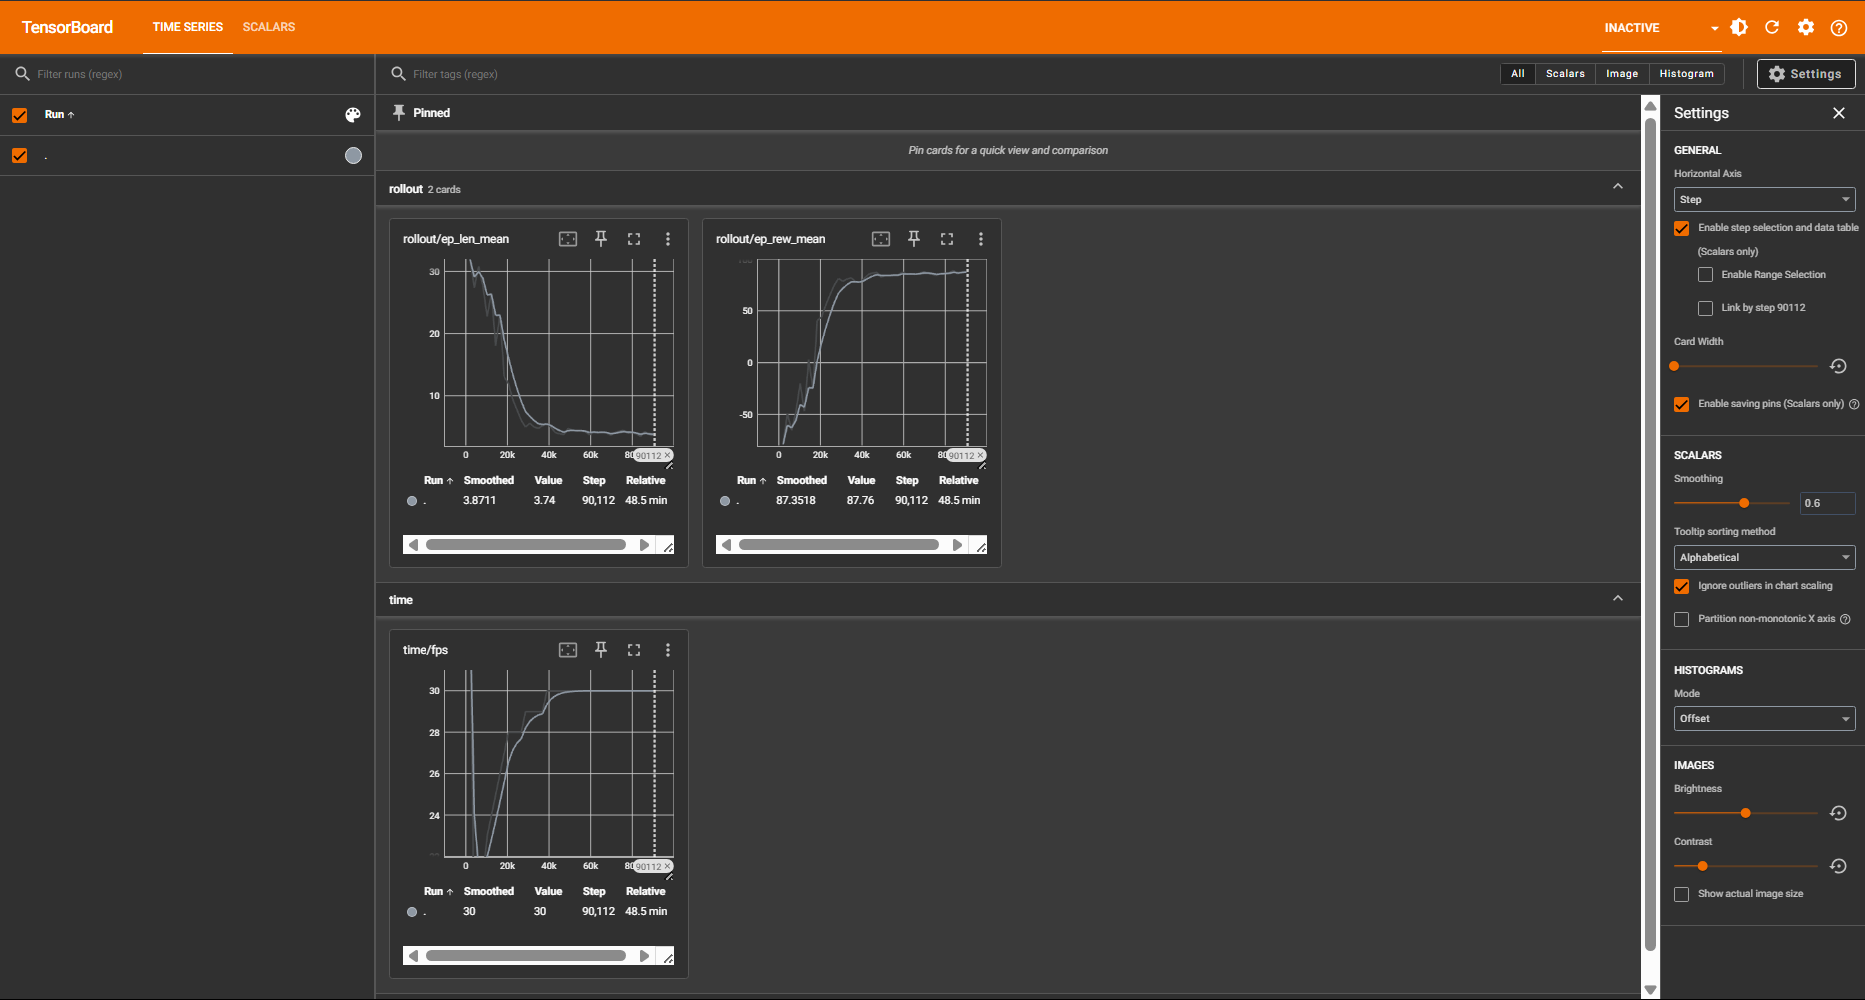 TensorBoard
TIME SERIES
SCALARS
INACTIVE
Filter runs (regex)
Filter tags (regex)
All
Scalars
Image
Histogram
Settings
Run ↑
.
Pinned
Pin cards for a quick view and comparison
rollout 2 cards
rollout/ep_len_mean
30
20
10
0 20k 40k 60k 80k 90112 ×
Run ↑ Smoothed Value Step Relative
. 3.8711 3.74 90,112 48.5 min
rollout/ep_rew_mean
50
0
-50
0 20k 40k 60k 80k 90112 ×
Run ↑ Smoothed Value Step Relative
. 87.3518 87.76 90,112 48.5 min
time
time/fps
30
28
26
24
0 20k 40k 60k 80k 90112 ×
Run ↑ Smoothed Value Step Relative
. 30 30 90,112 48.5 min
Settings
GENERAL
Horizontal Axis
Step
Enable step selection and data table
(Scalars only)
Enable Range Selection
Link by step 90112
Card Width
Enable saving pins (Scalars only)
SCALARS
Smoothing
0.6
Tooltip sorting method
Alphabetical
Ignore outliers in chart scaling
Partition non-monotonic X axis
HISTOGRAMS
Mode
Offset
IMAGES
Brightness
Contrast
Show actual image size